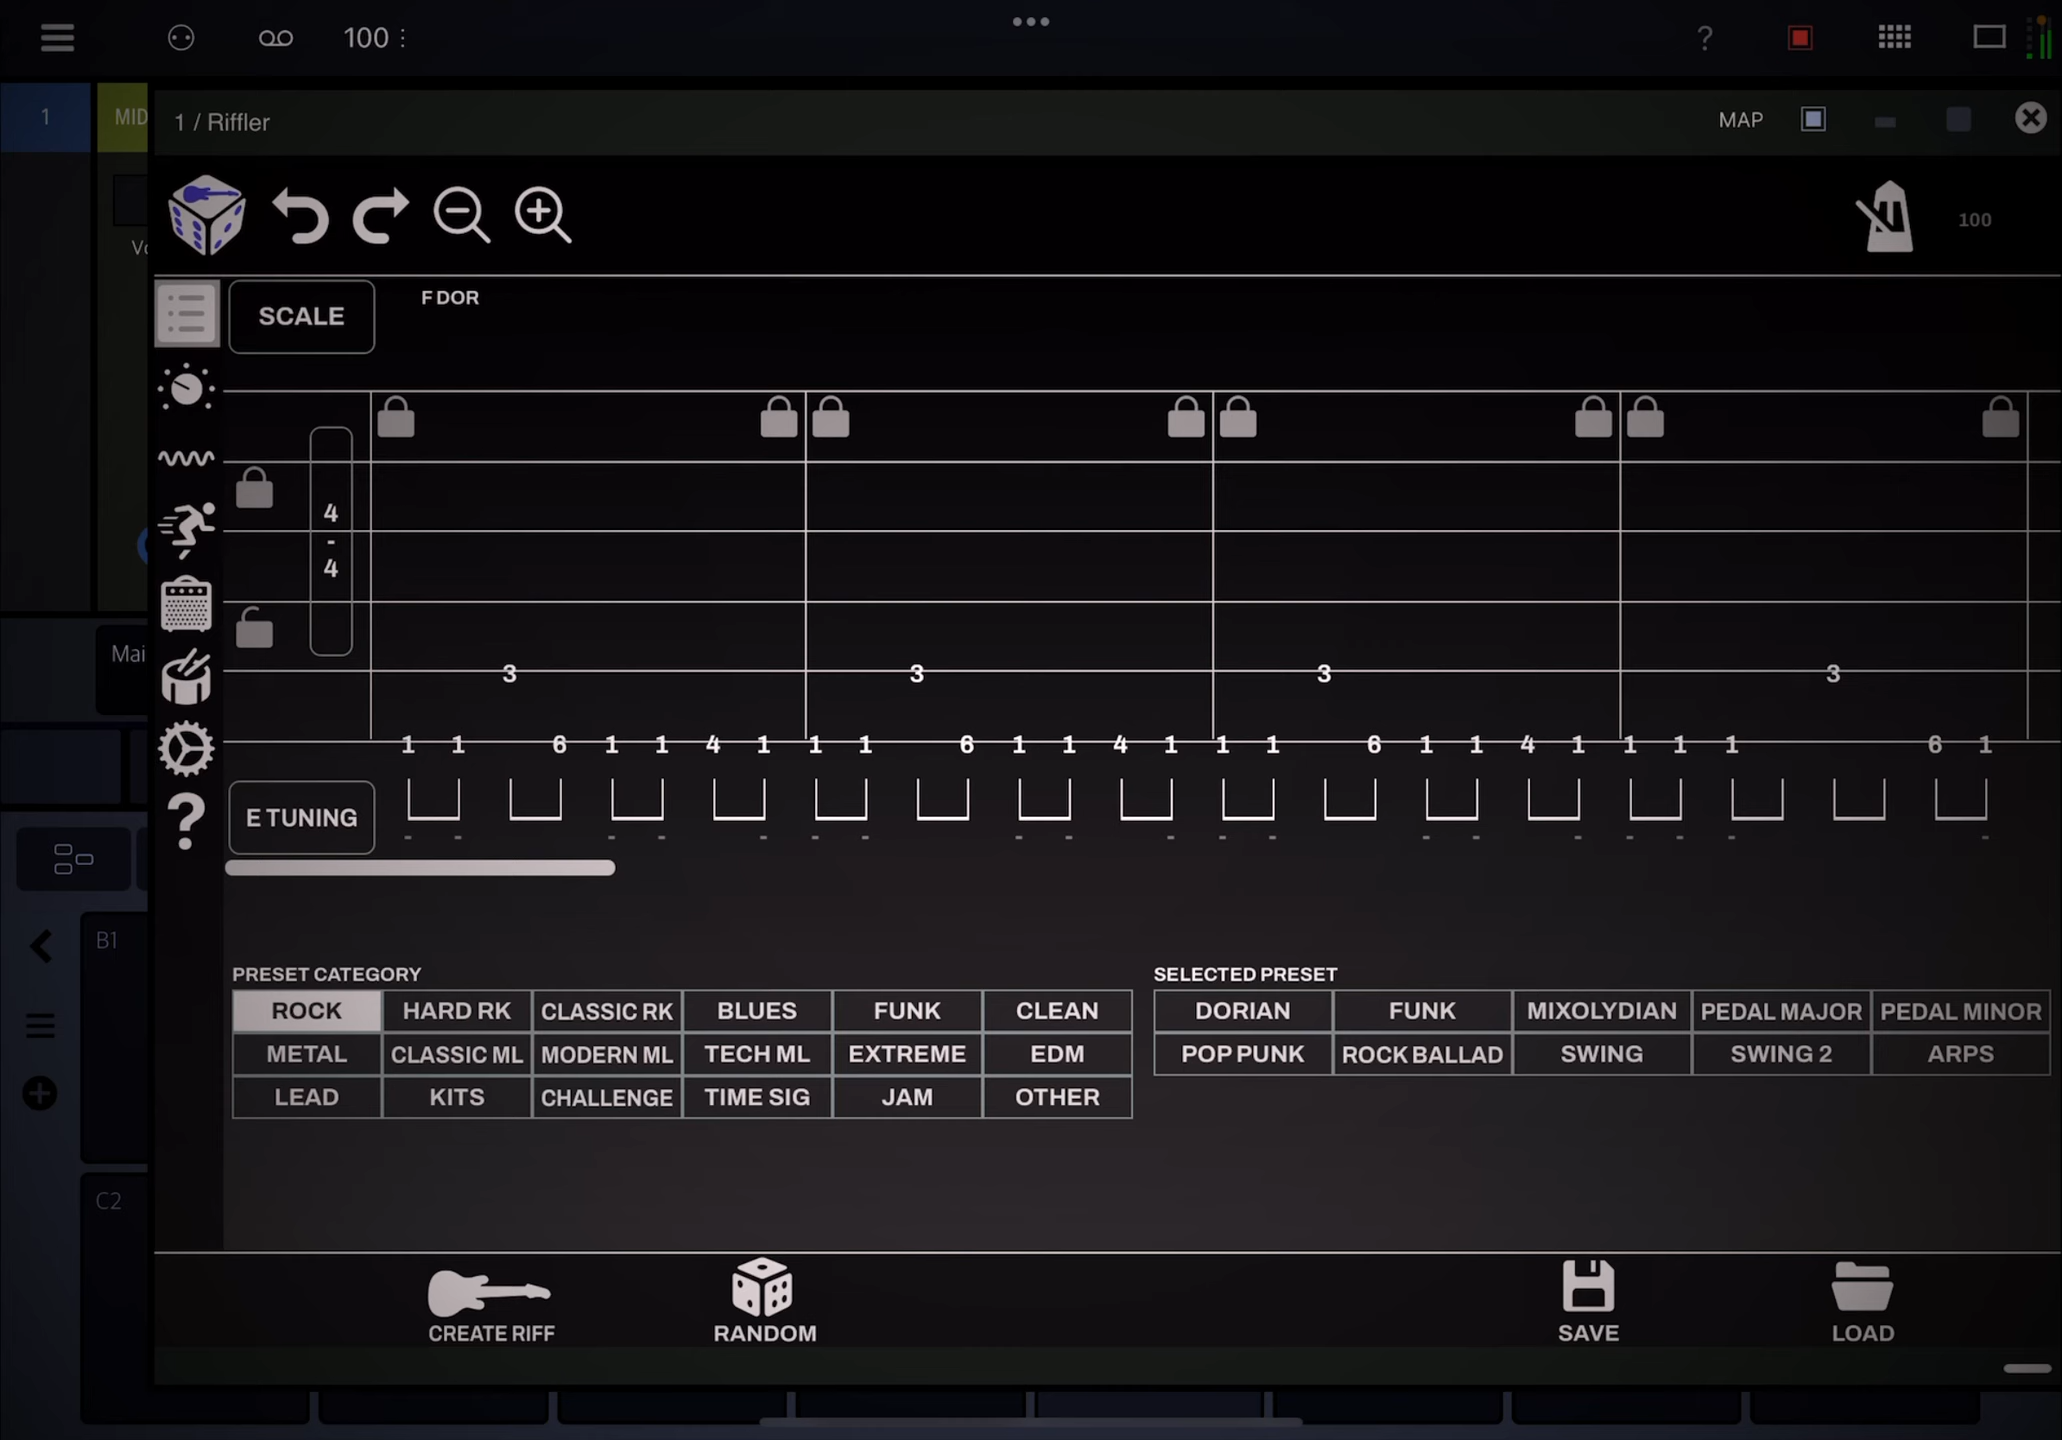 100 :
?
1
MID
1 / Riffler
MAP
100
SCALE
F DOR
4
-
4
3 3 3 3
1 1 6 1 1 4 1 1 1 6 1 1 4 1 1 1 6 1 1 4 1 1 1 1 6 1
E TUNING
- - - - - - - - - - - - - - - - - - -
Vo
Mai
B1
C2
PRESET CATEGORY
ROCK HARD RK CLASSIC RK BLUES FUNK CLEAN
METAL CLASSIC ML MODERN ML TECH ML EXTREME EDM
LEAD KITS CHALLENGE TIME SIG JAM OTHER
SELECTED PRESET
DORIAN FUNK MIXOLYDIAN PEDAL MAJOR PEDAL MINOR
POP PUNK ROCK BALLAD SWING SWING 2 ARPS
CREATE RIFF
RANDOM
SAVE
LOAD